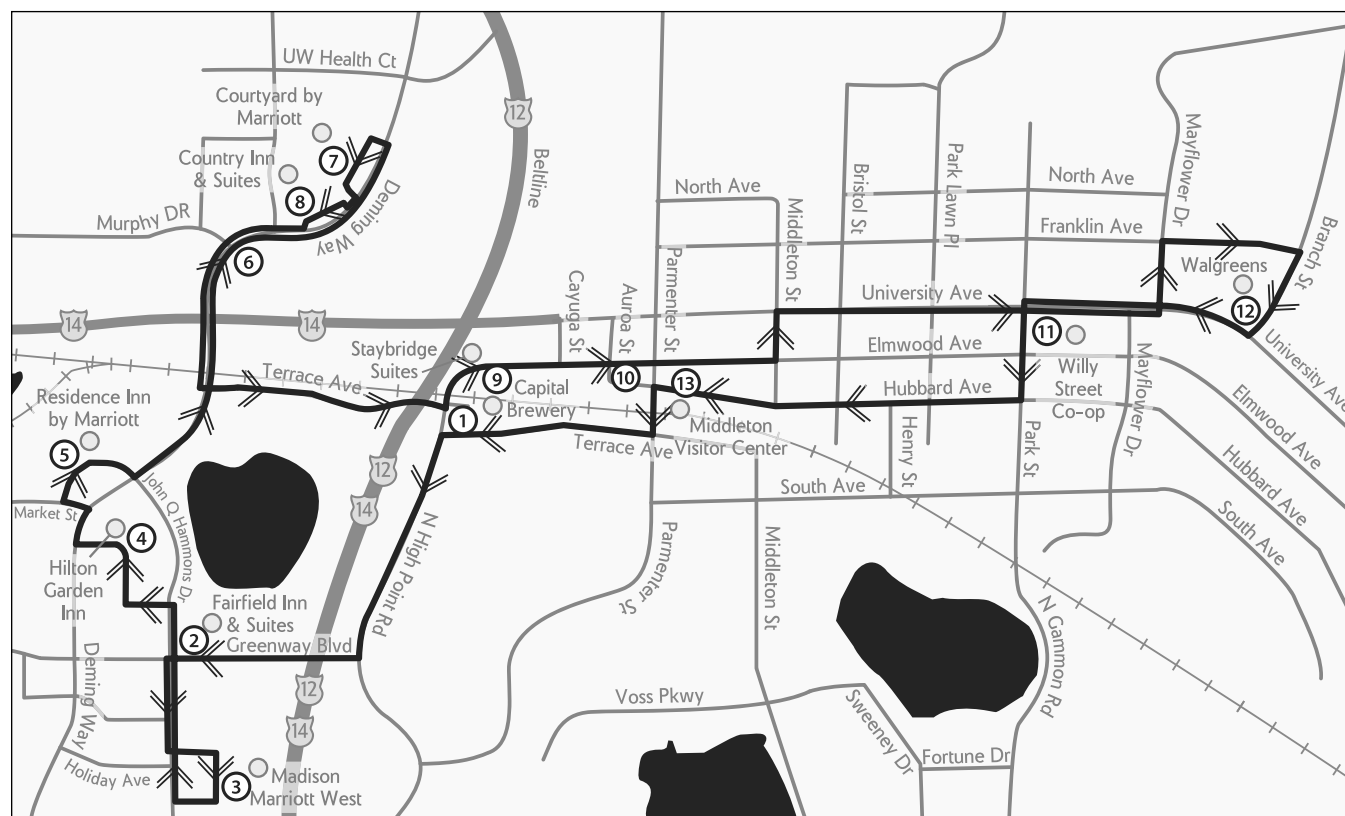 UW Health Ct
Courtyard by
Marriott
12
7
Country Inn
& Suites
8
Deming Way
Beltline
Murphy DR
6
14
14
North Ave
Middleton St
Bristol St
Park Lawn Pl
North Ave
Mayflower Dr
Franklin Ave
Branch St
Parmenter St
Cayuga St
Auroa St
Walgreens
12
University Ave
University Ave
11
Willy
Street
Co-op
Mayflower Dr
Elmwood Ave
Elmwood Ave
Staybridge
Suites
9
10
13
Terrace Ave
Capital
Brewery
1
Hubbard Ave
Hubbard Ave
Residence Inn
by Marriott
5
Terrace Ave
Middleton
Visitor Center
Henry St
Park St
South Ave
South Ave
12
14
Market St
John Q Hammons Dr
4
Hilton
Garden
Inn
N High Point Rd
Parmenter St
Middleton St
Fairfield Inn
& Suites
2
Greenway Blvd
N Gammon Rd
Deming Way
12
14
Voss Pkwy
Sweeney Dr
Fortune Dr
Holiday Ave
3
Madison
Marriott West